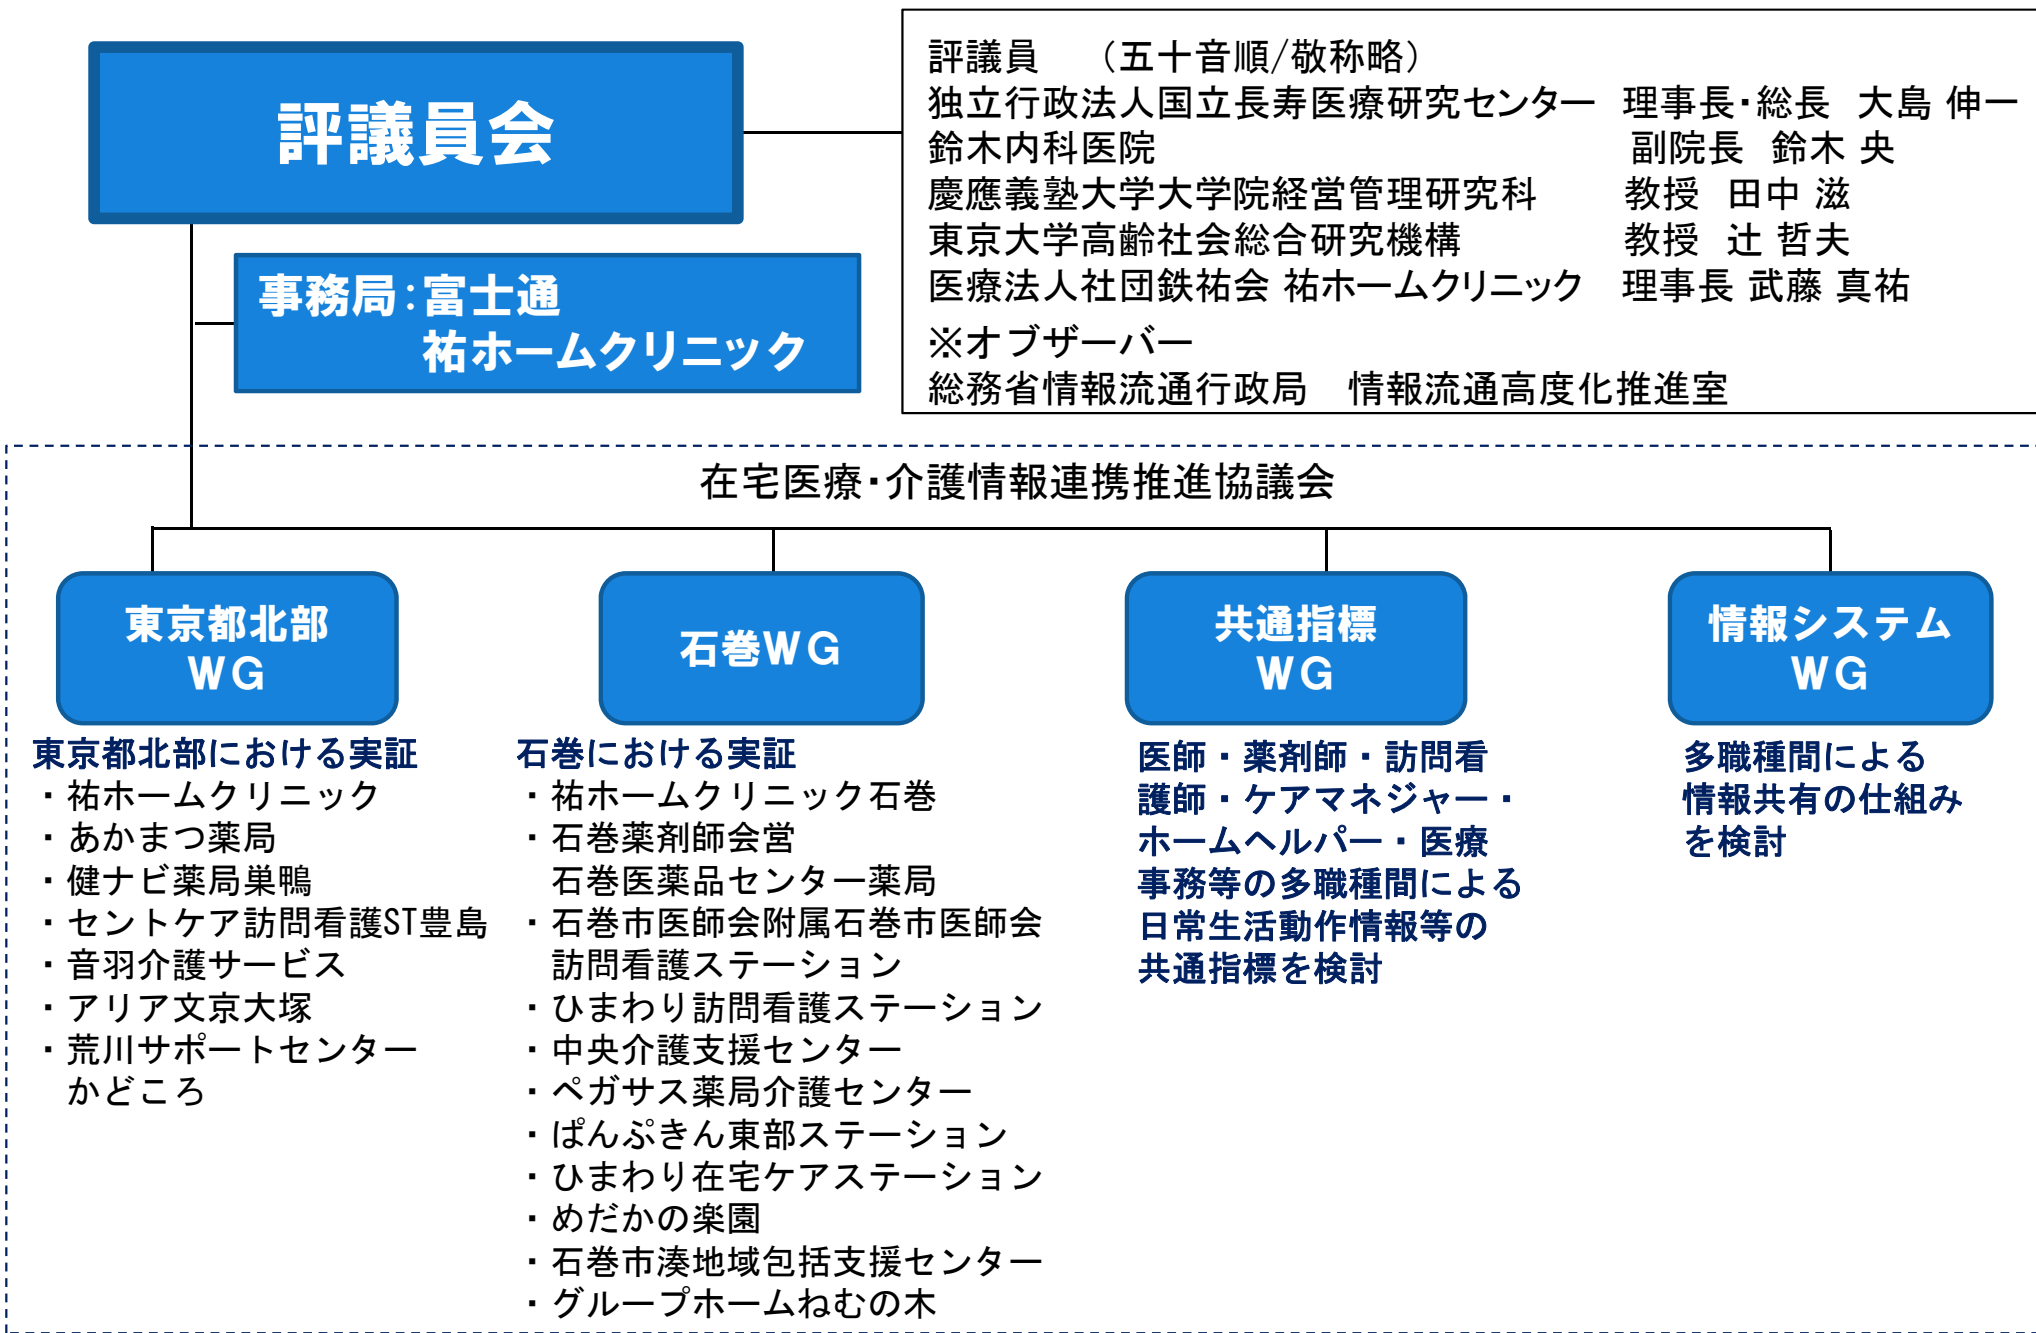 評議員会
評議員　（五十音順/敬称略）
独立行政法人国立長寿医療研究センター　理事長・総長　大島 伸一
鈴木内科医院　副院長　鈴木 央
慶應義塾大学大学院経営管理研究科　教授　田中 滋
東京大学高齢社会総合研究機構　教授　辻 哲夫
医療法人社団鉄祐会 祐ホームクリニック　理事長 武藤 真祐
※オブザーバー
総務省情報流通行政局　情報流通高度化推進室
事務局：富士通
祐ホームクリニック
在宅医療・介護情報連携推進協議会
東京都北部
ＷＧ
東京都北部における実証
・祐ホームクリニック
・あかまつ薬局
・健ナビ薬局巣鴨
・セントケア訪問看護ST豊島
・音羽介護サービス
・アリア文京大塚
・荒川サポートセンター
かどころ
石巻ＷＧ
石巻における実証
・祐ホームクリニック石巻
・石巻薬剤師会営
石巻医薬品センター薬局
・石巻市医師会附属石巻市医師会
訪問看護ステーション
・ひまわり訪問看護ステーション
・中央介護支援センター
・ペガサス薬局介護センター
・ぱんぷきん東部ステーション
・ひまわり在宅ケアステーション
・めだかの楽園
・石巻市湊地域包括支援センター
・グループホームねむの木
共通指標
ＷＧ
医師・薬剤師・訪問看
護師・ケアマネジャー・
ホームヘルパー・医療
事務等の多職種間による
日常生活動作情報等の
共通指標を検討
情報システム
ＷＧ
多職種間による
情報共有の仕組み
を検討